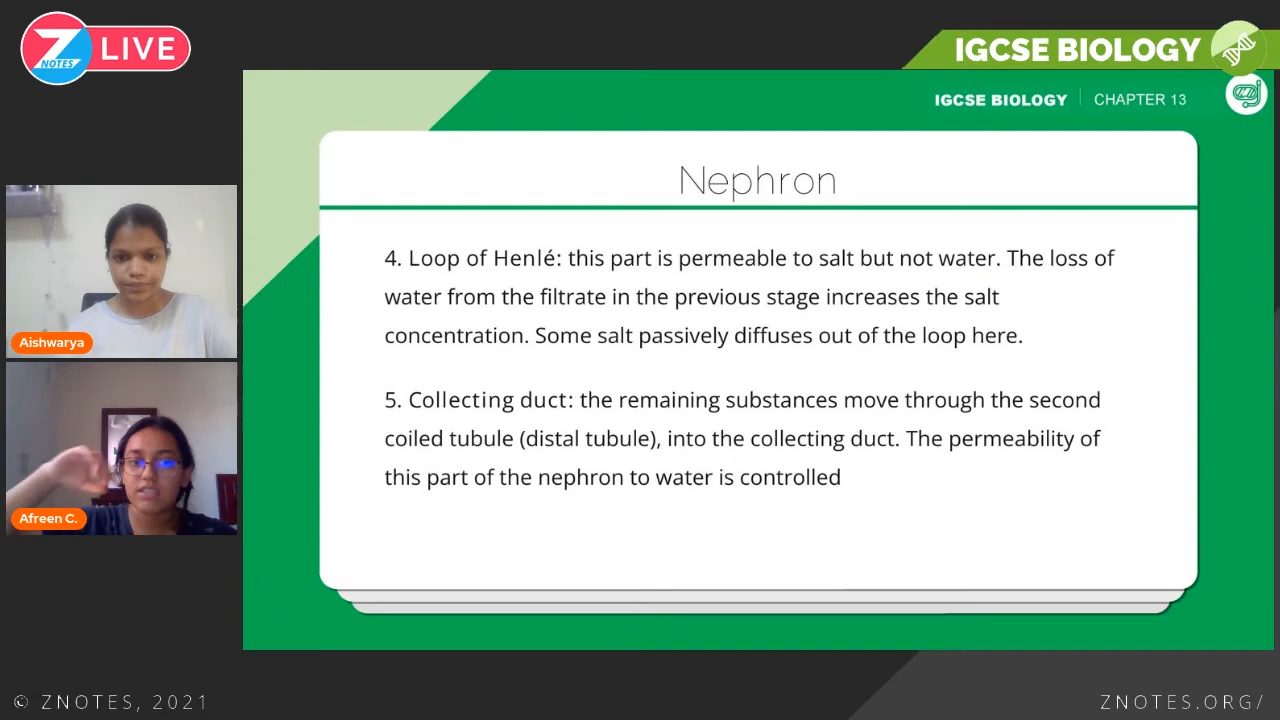 Z NOTES LIVE
IGCSE BIOLOGY
IGCSE BIOLOGY CHAPTER 13
Nephron
4. Loop of Henlé: this part is permeable to salt but not water. The loss of
water from the filtrate in the previous stage increases the salt
concentration. Some salt passively diffuses out of the loop here.
5. Collecting duct: the remaining substances move through the second
coiled tubule (distal tubule), into the collecting duct. The permeability of
this part of the nephron to water is controlled
Aishwarya
Afreen C.
© ZNOTES, 2021
ZNOTES.ORG/